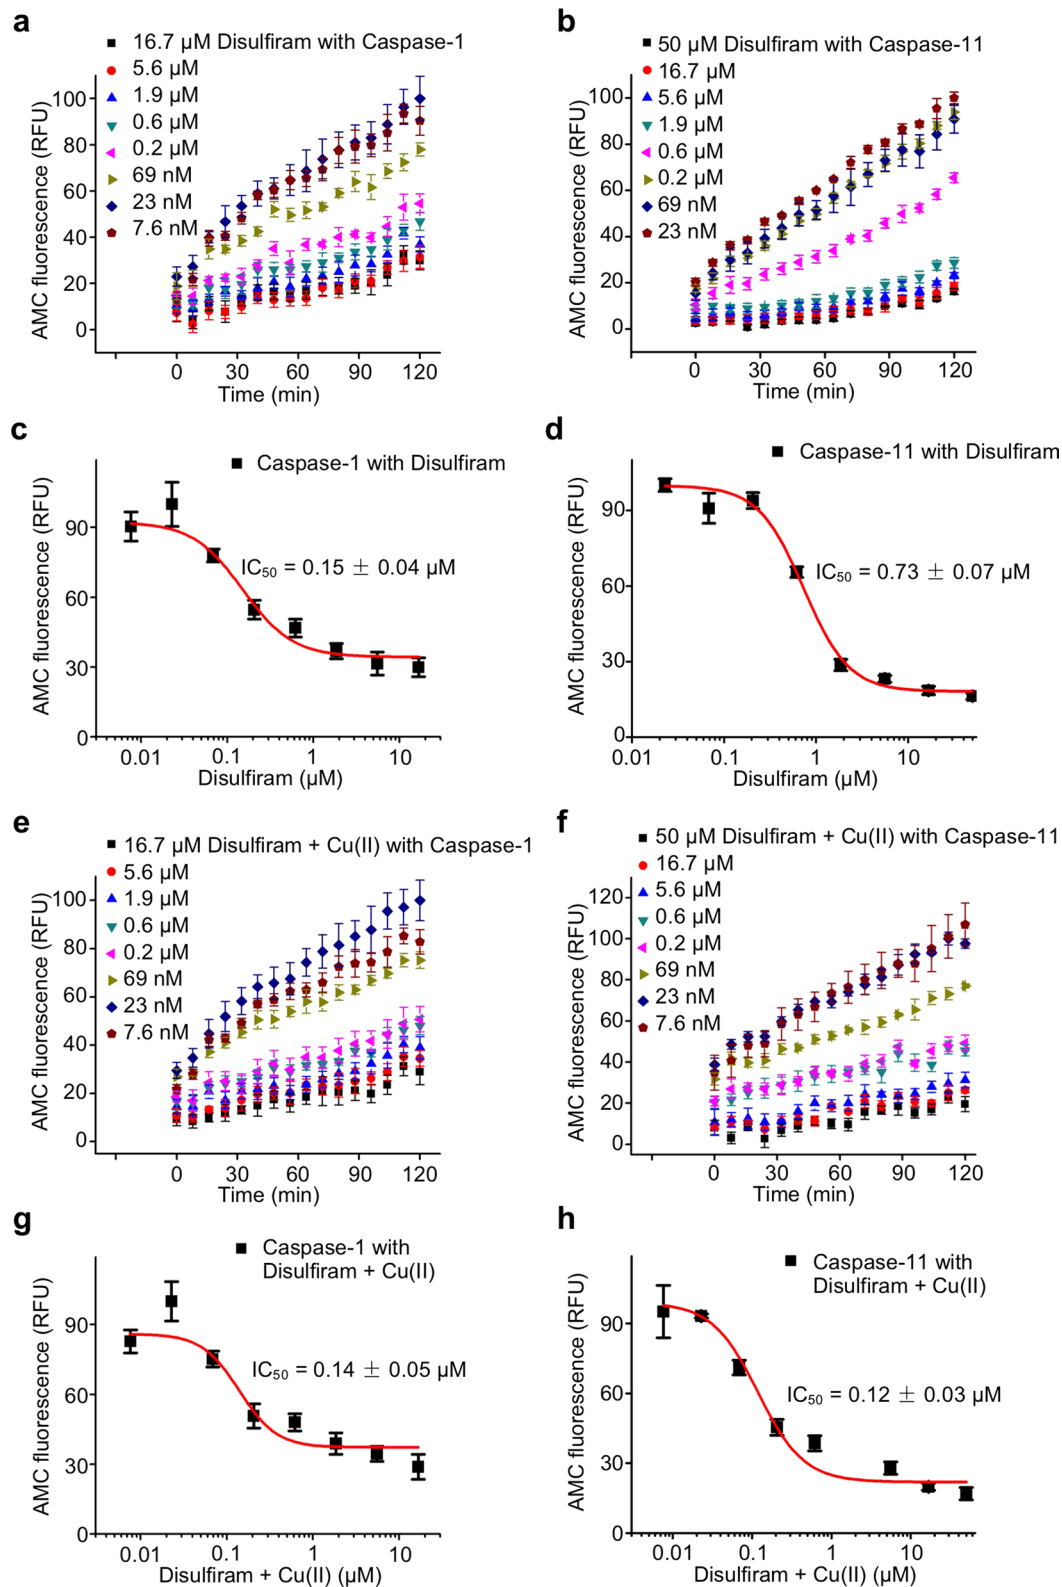 a
16.7 μM Disulfiram with Caspase-1
5.6 μM
1.9 μM
0.6 μM
0.2 μM
69 nM
23 nM
7.6 nM
AMC fluorescence (RFU)
100
80
60
40
20
0
0 30 60 90 120
Time (min)
b
50 μM Disulfiram with Caspase-11
16.7 μM
5.6 μM
1.9 μM
0.6 μM
0.2 μM
69 nM
23 nM
AMC fluorescence (RFU)
100
80
60
40
20
0
0 30 60 90 120
Time (min)
c
Caspase-1 with Disulfiram
IC50 = 0.15 ± 0.04 μM
AMC fluorescence (RFU)
90
60
30
0
0.01 0.1 1 10
Disulfiram (μM)
d
Caspase-11 with Disulfiram
IC50 = 0.73 ± 0.07 μM
AMC fluorescence (RFU)
90
60
30
0
0.01 0.1 1 10
Disulfiram (μM)
e
16.7 μM Disulfiram + Cu(II) with Caspase-1
5.6 μM
1.9 μM
0.6 μM
0.2 μM
69 nM
23 nM
7.6 nM
AMC fluorescence (RFU)
100
80
60
40
20
0
0 30 60 90 120
Time (min)
f
50 μM Disulfiram + Cu(II) with Caspase-11
16.7 μM
5.6 μM
0.6 μM
0.2 μM
69 nM
23 nM
7.6 nM
AMC fluorescence (RFU)
120
100
80
60
40
20
0
0 30 60 90 120
Time (min)
g
Caspase-1 with
Disulfiram + Cu(II)
IC50 = 0.14 ± 0.05 μM
AMC fluorescence (RFU)
90
60
30
0
0.01 0.1 1 10
Disulfiram + Cu(II) (μM)
h
Caspase-11 with
Disulfiram + Cu(II)
IC50 = 0.12 ± 0.03 μM
AMC fluorescence (RFU)
90
60
30
0
0.01 0.1 1 10
Disulfiram + Cu(II) (μM)